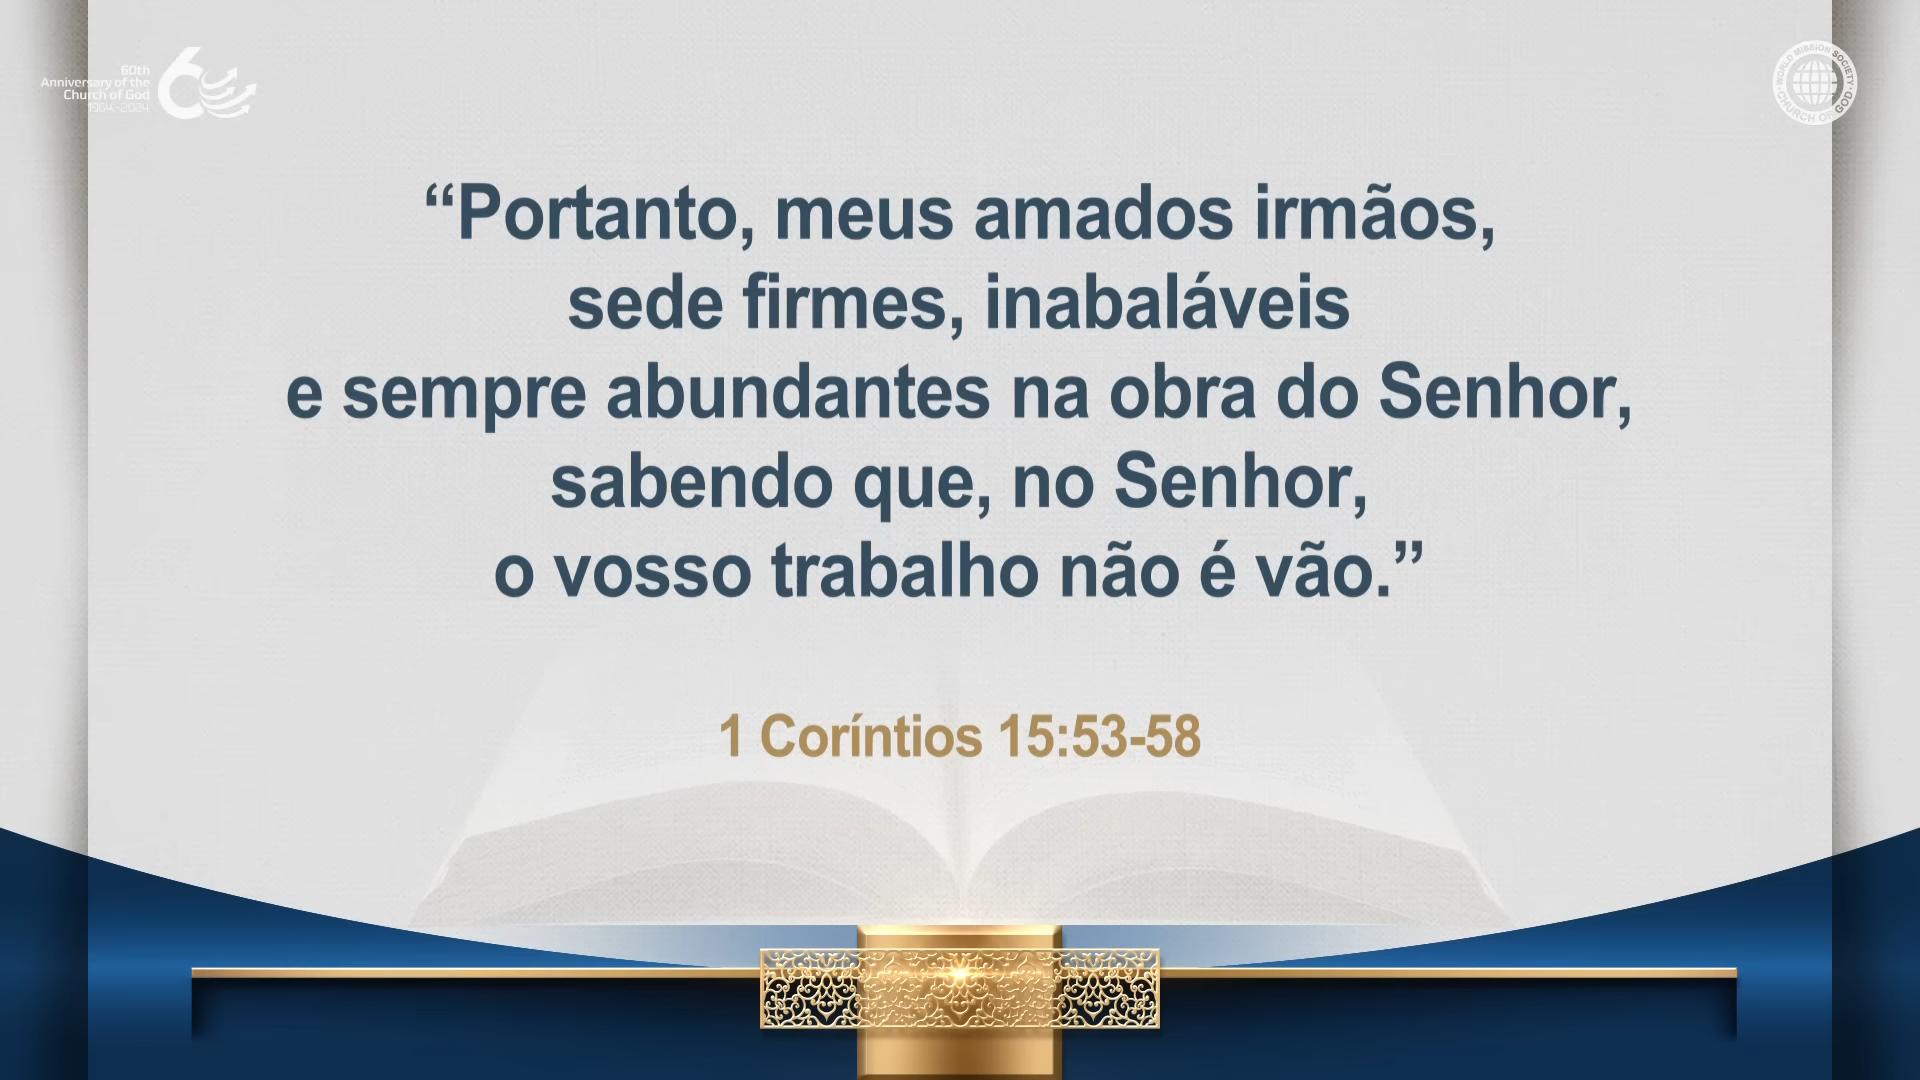 60th
Anniversary of the
Church of God
1964-2024
WORLD MISSION SOCIETY
CHURCH OF GOD
“Portanto, meus amados irmãos,
sede firmes, inabaláveis
e sempre abundantes na obra do Senhor,
sabendo que, no Senhor,
o vosso trabalho não é vão.”
1 Coríntios 15:53-58